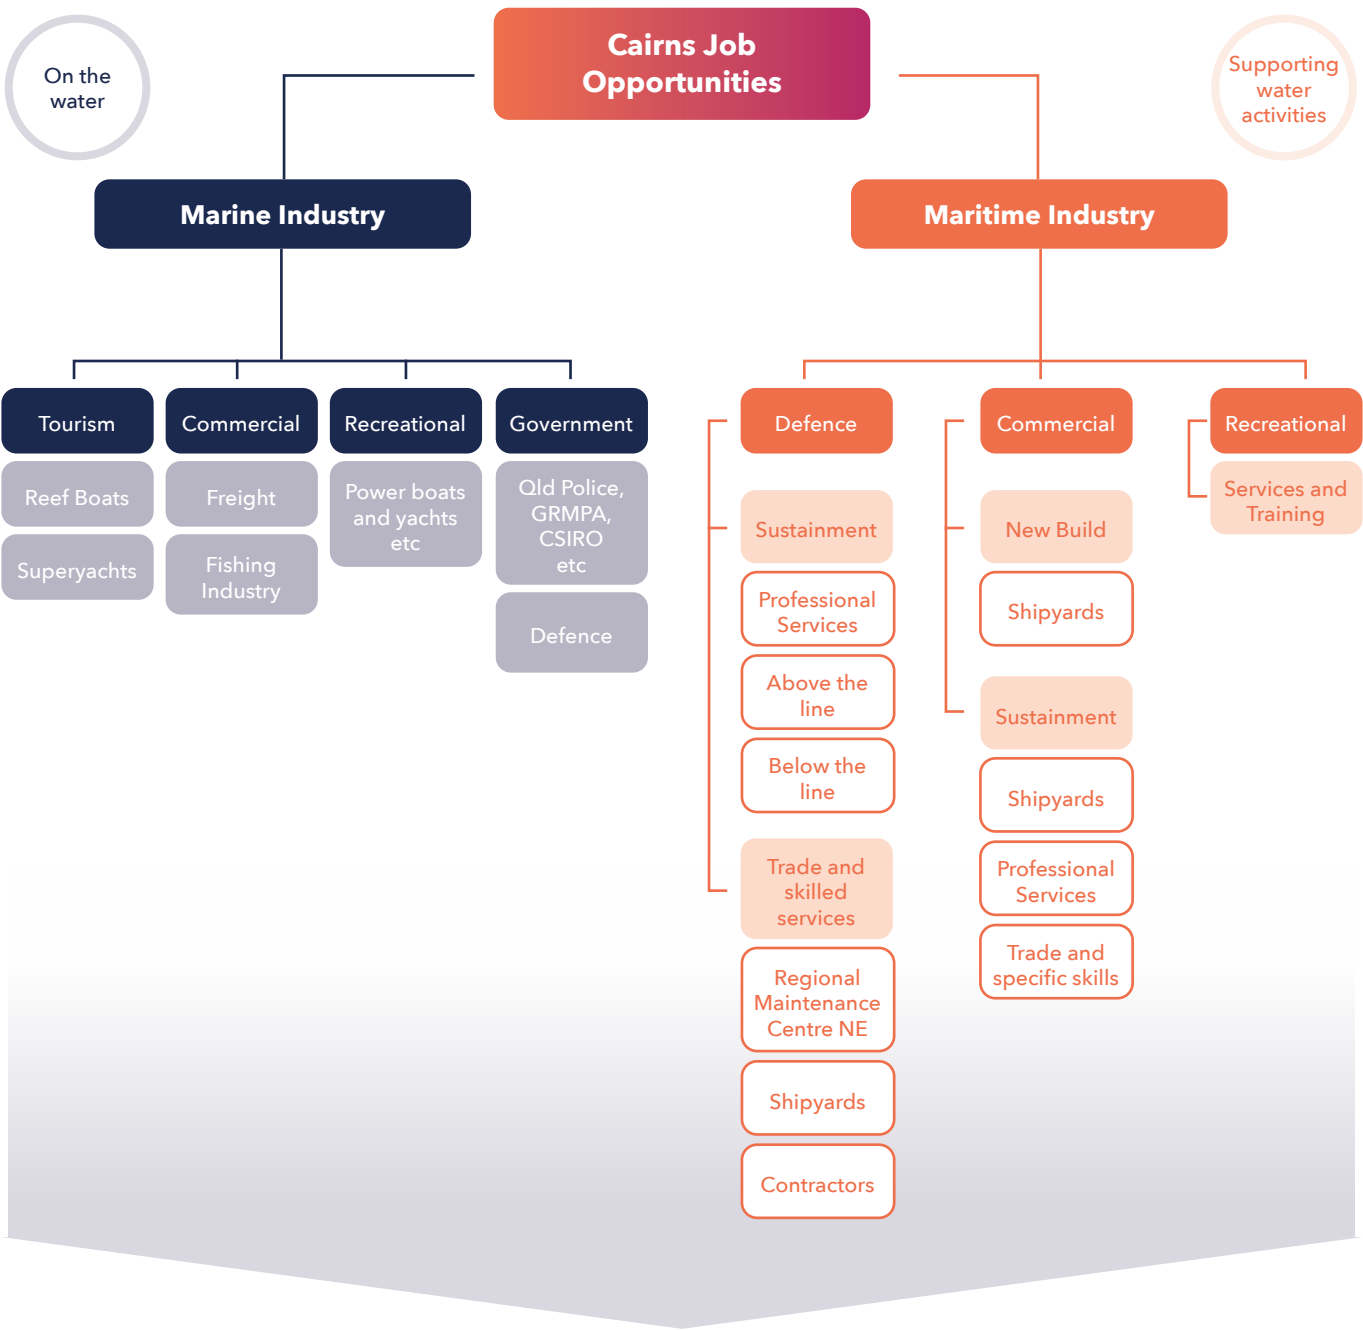 On the
water
Cairns Job
Opportunities
Supporting
water
activities
Marine Industry
Maritime Industry
Tourism
Reef Boats
Superyachts
Commercial
Freight
Fishing
Industry
Recreational
Power boats
and yachts
etc
Government
Qld Police,
GRMPA,
CSIRO
etc
Defence
Defence
Sustainment
Professional
Services
Above the
line
Below the
line
Trade and
skilled
services
Regional
Maintenance
Centre NE
Shipyards
Contractors
Commercial
New Build
Shipyards
Sustainment
Shipyards
Professional
Services
Trade and
specific skills
Recreational
Services and
Training